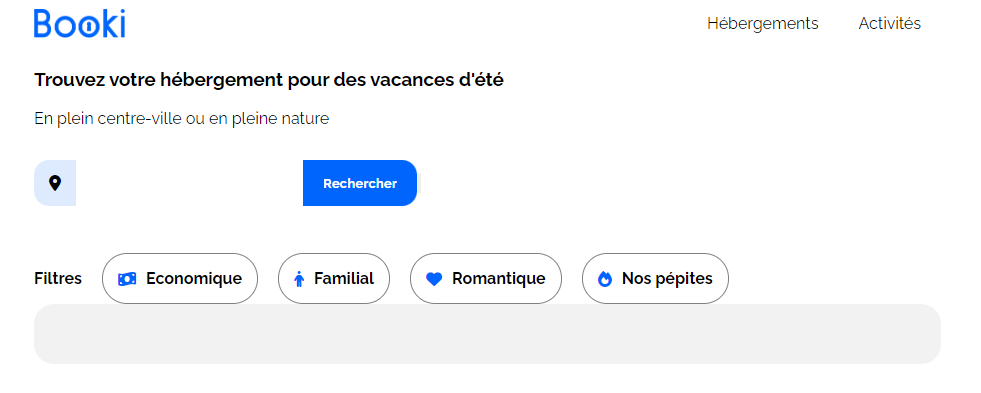 Booki
Hébergements Activités
Trouvez votre hébergement pour des vacances d'été
En plein centre-ville ou en pleine nature
Rechercher
Filtres Economique Familial Romantique Nos pépites